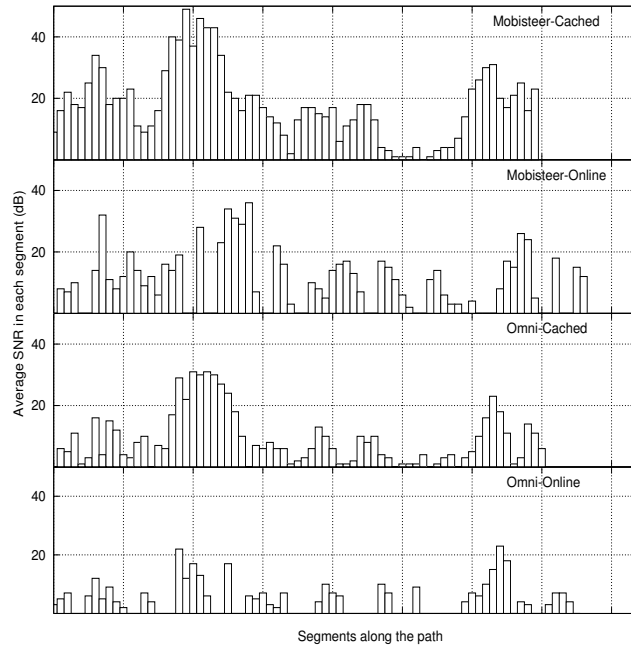 Mobisteer-Cached
40
20
Mobisteer-Online
40
20
Omni-Cached
40
20
Omni-Online
40
20
Average SNR in each segment (dB)
Segments along the path